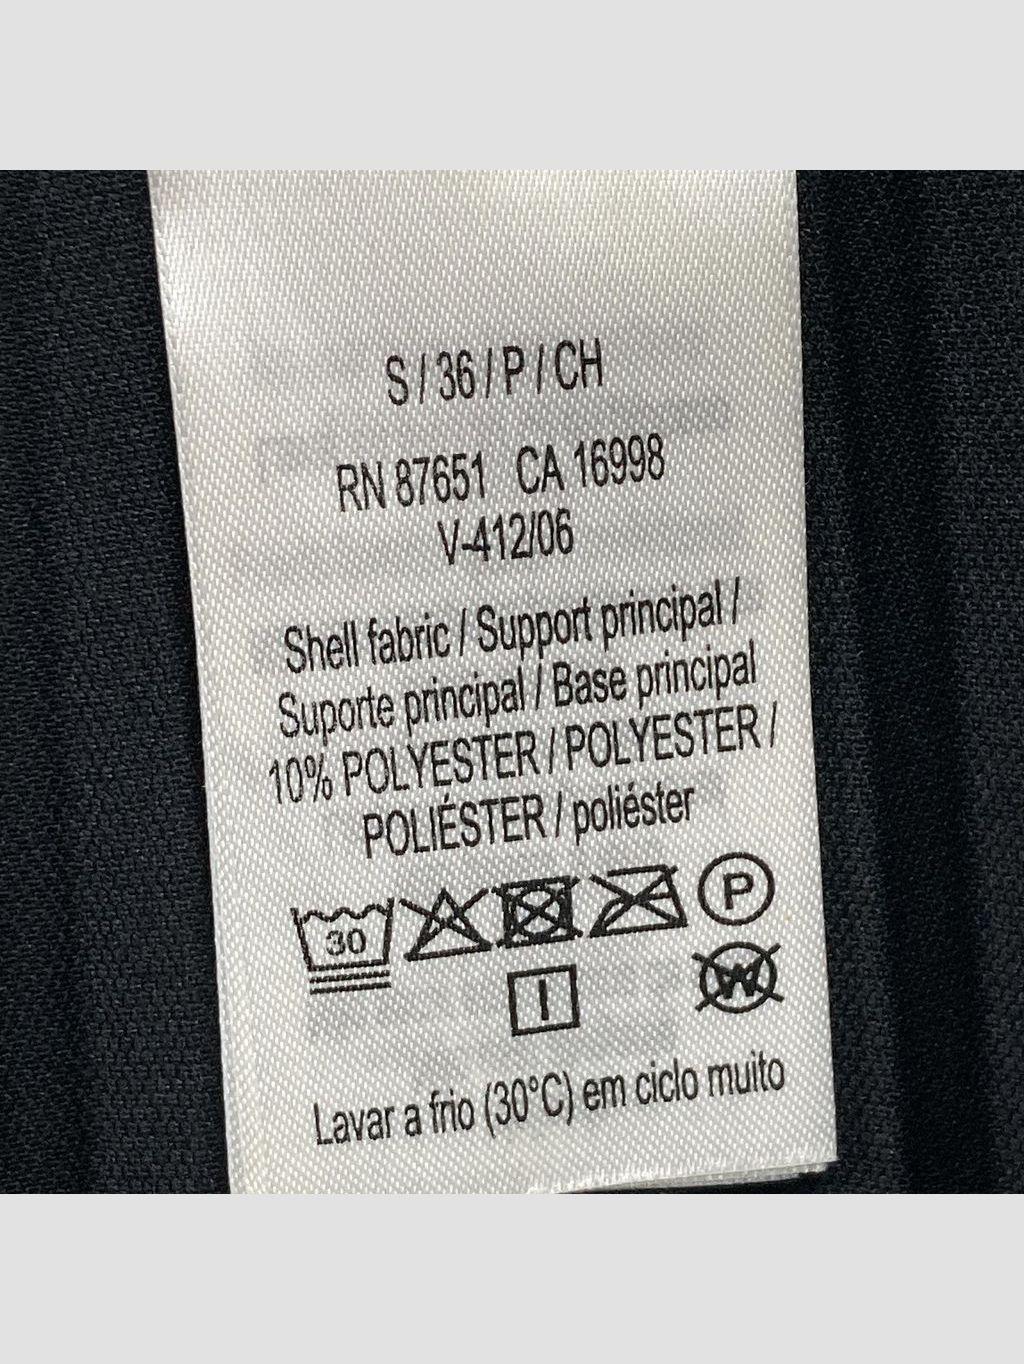 S / 36 / P / CH
RN 87651 CA 16998
V-412/06
Shell fabric / Support principal /
Suporte principal / Base principal
10% POLYESTER / POLYESTER /
POLIÉSTER / poliéster
30
P
W
Lavar a frio (30°C) em ciclo muito